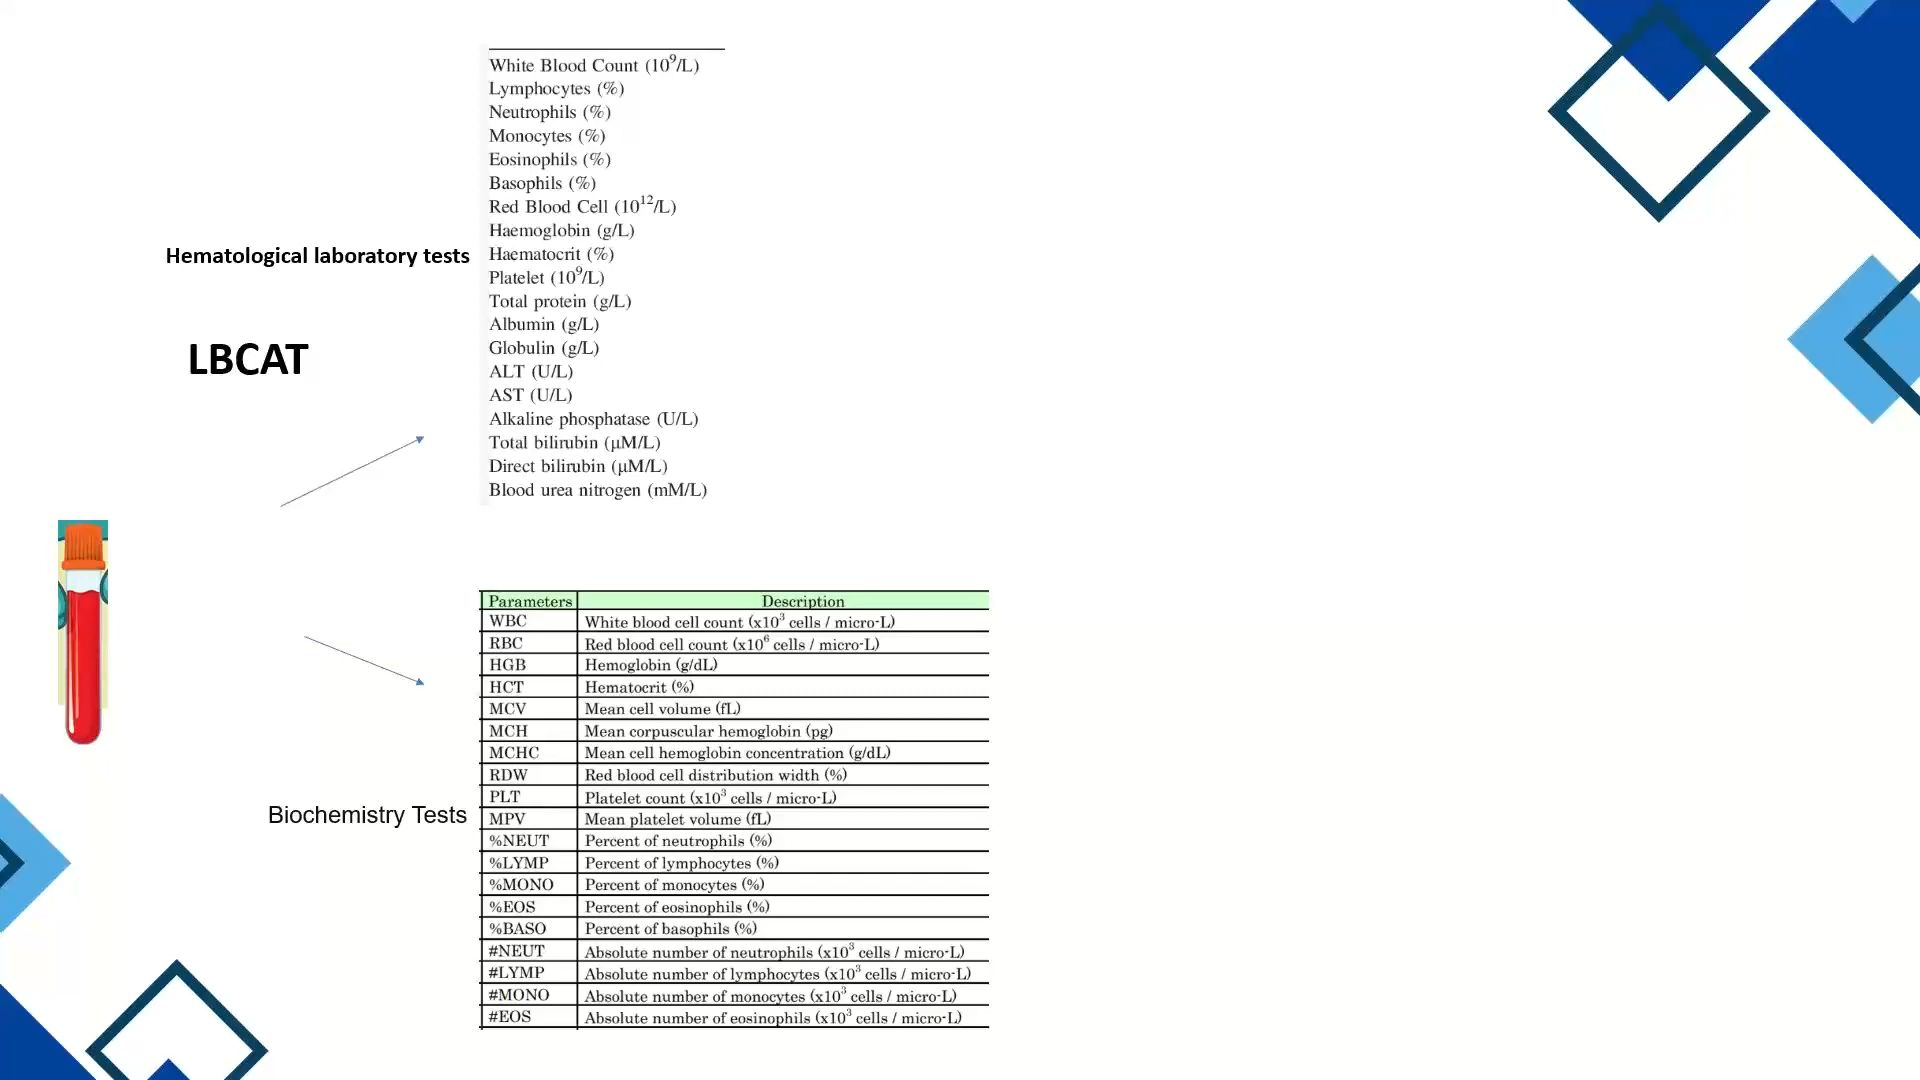 White Blood Count (10⁹/L)
Lymphocytes (%)
Neutrophils (%)
Monocytes (%)
Eosinophils (%)
Basophils (%)
Red Blood Cell (10¹²/L)
Haemoglobin (g/L)
Hematological laboratory tests
Haematocrit (%)
Platelet (10⁹/L)
Total protein (g/L)
Albumin (g/L)
Globulin (g/L)
LBCAT
ALT (U/L)
AST (U/L)
Alkaline phosphatase (U/L)
Total bilirubin (μM/L)
Direct bilirubin (μM/L)
Blood urea nitrogen (mM/L)
Parameters Description
WBC White blood cell count (x10³ cells / micro-L)
RBC Red blood cell count (x10⁶ cells / micro-L)
HGB Hemoglobin (g/dL)
HCT Hematocrit (%)
MCV Mean cell volume (fL)
MCH Mean corpuscular hemoglobin (pg)
MCHC Mean cell hemoglobin concentration (g/dL)
RDW Red blood cell distribution width (%)
PLT Platelet count (x10³ cells / micro-L)
Biochemistry Tests
MPV Mean platelet volume (fL)
%NEUT Percent of neutrophils (%)
%LYMP Percent of lymphocytes (%)
%MONO Percent of monocytes (%)
%EOS Percent of eosinophils (%)
%BASO Percent of basophils (%)
#NEUT Absolute number of neutrophils (x10³ cells / micro-L)
#LYMP Absolute number of lymphocytes (x10³ cells / micro-L)
#MONO Absolute number of monocytes (x10³ cells / micro-L)
#EOS Absolute number of eosinophils (x10³ cells / micro-L)